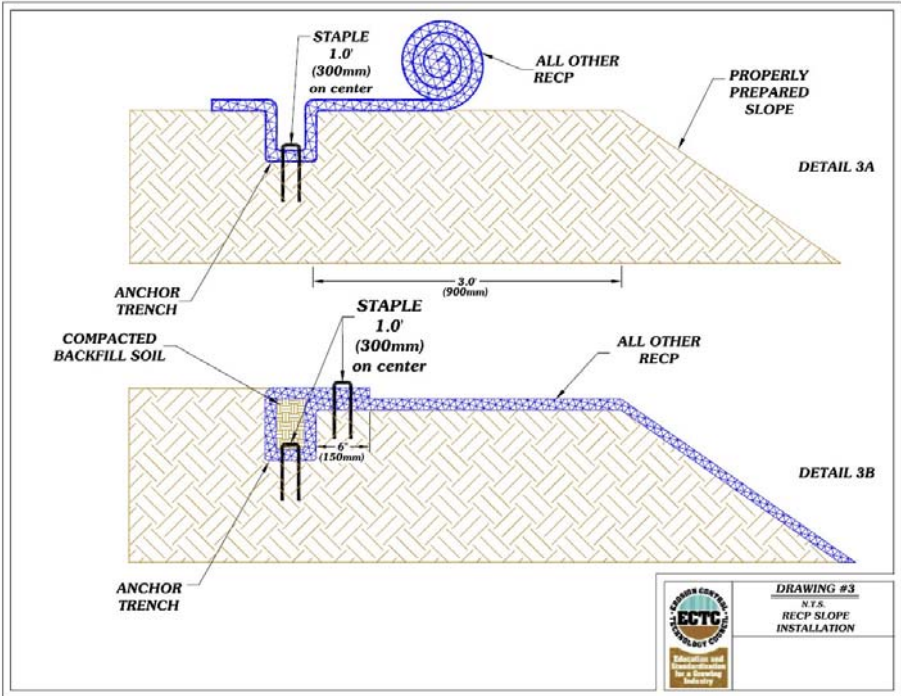 STAPLE
1.0'
(300mm)
on center
ALL OTHER
RECP
PROPERLY
PREPARED
SLOPE
DETAIL 3A
ANCHOR
TRENCH
3.0'
(900mm)
STAPLE
1.0'
(300mm)
on center
COMPACTED
BACKFILL SOIL
ALL OTHER
RECP
6"
(150mm)
DETAIL 3B
ANCHOR
TRENCH
EROSION CONTROL
ECTC
TECHNOLOGY COUNCIL
Education and
Standardization
for a Growing
Industry
DRAWING #3
N.T.S.
RECP SLOPE
INSTALLATION